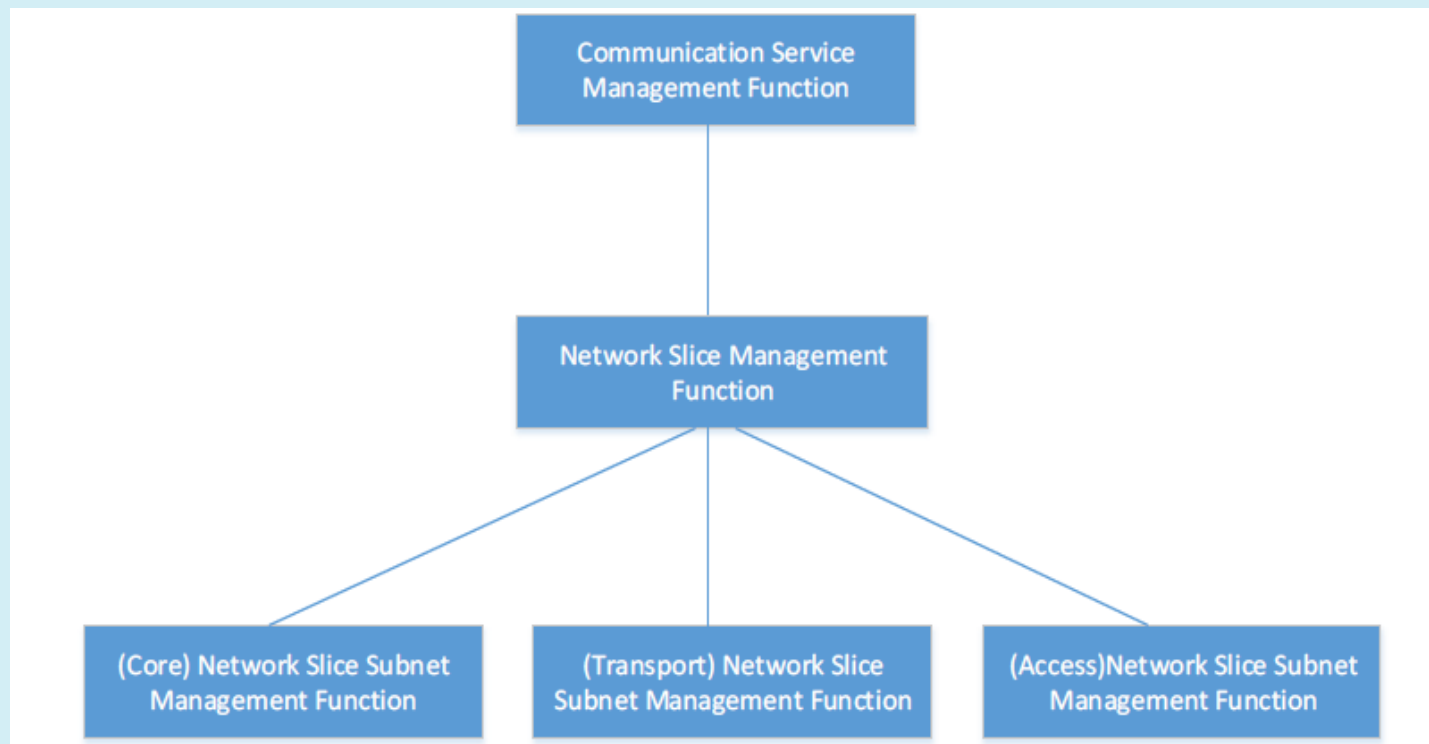 Communication Service
Management Function
Network Slice Management
Function
(Core) Network Slice Subnet
Management Function
(Transport) Network Slice
Subnet Management Function
(Access)Network Slice Subnet
Management Function